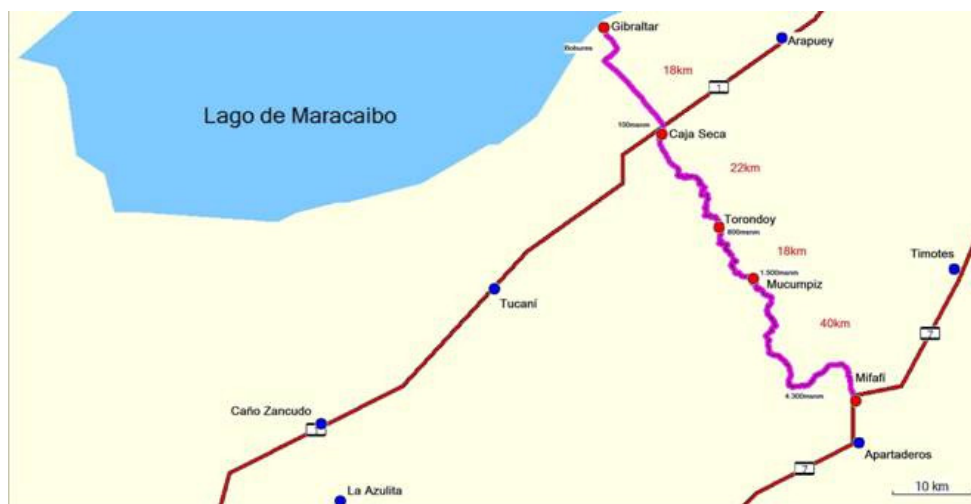 Gibraltar
Arapuey
Bobures
18km
1
Lago de Maracaibo
100msnm
Caja Seca
22km
Torondoy
800msnm
18km
Timotes
1.500msnm
Mucumpiz
Tucaní
40km
7
Mifafí
4.300msnm
Caño Zancudo
Apartaderos
7
La Azulita
10 km